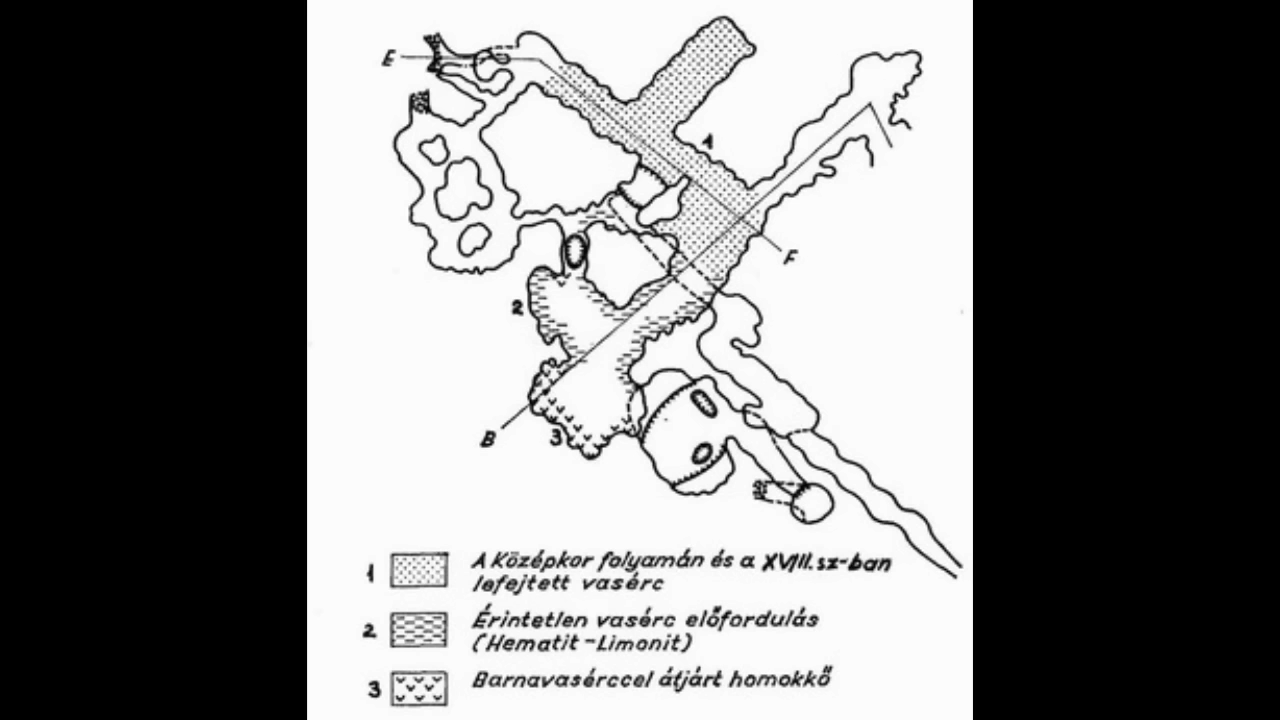 E
1
F
2
B
3
1 A Középkor folyamán és a XVIII. sz-ban
lefejtett vasérc
2 Érintetlen vasérc előfordulás
(Hematit-Limonit)
3 Barnavasérccel átjárt homokkő